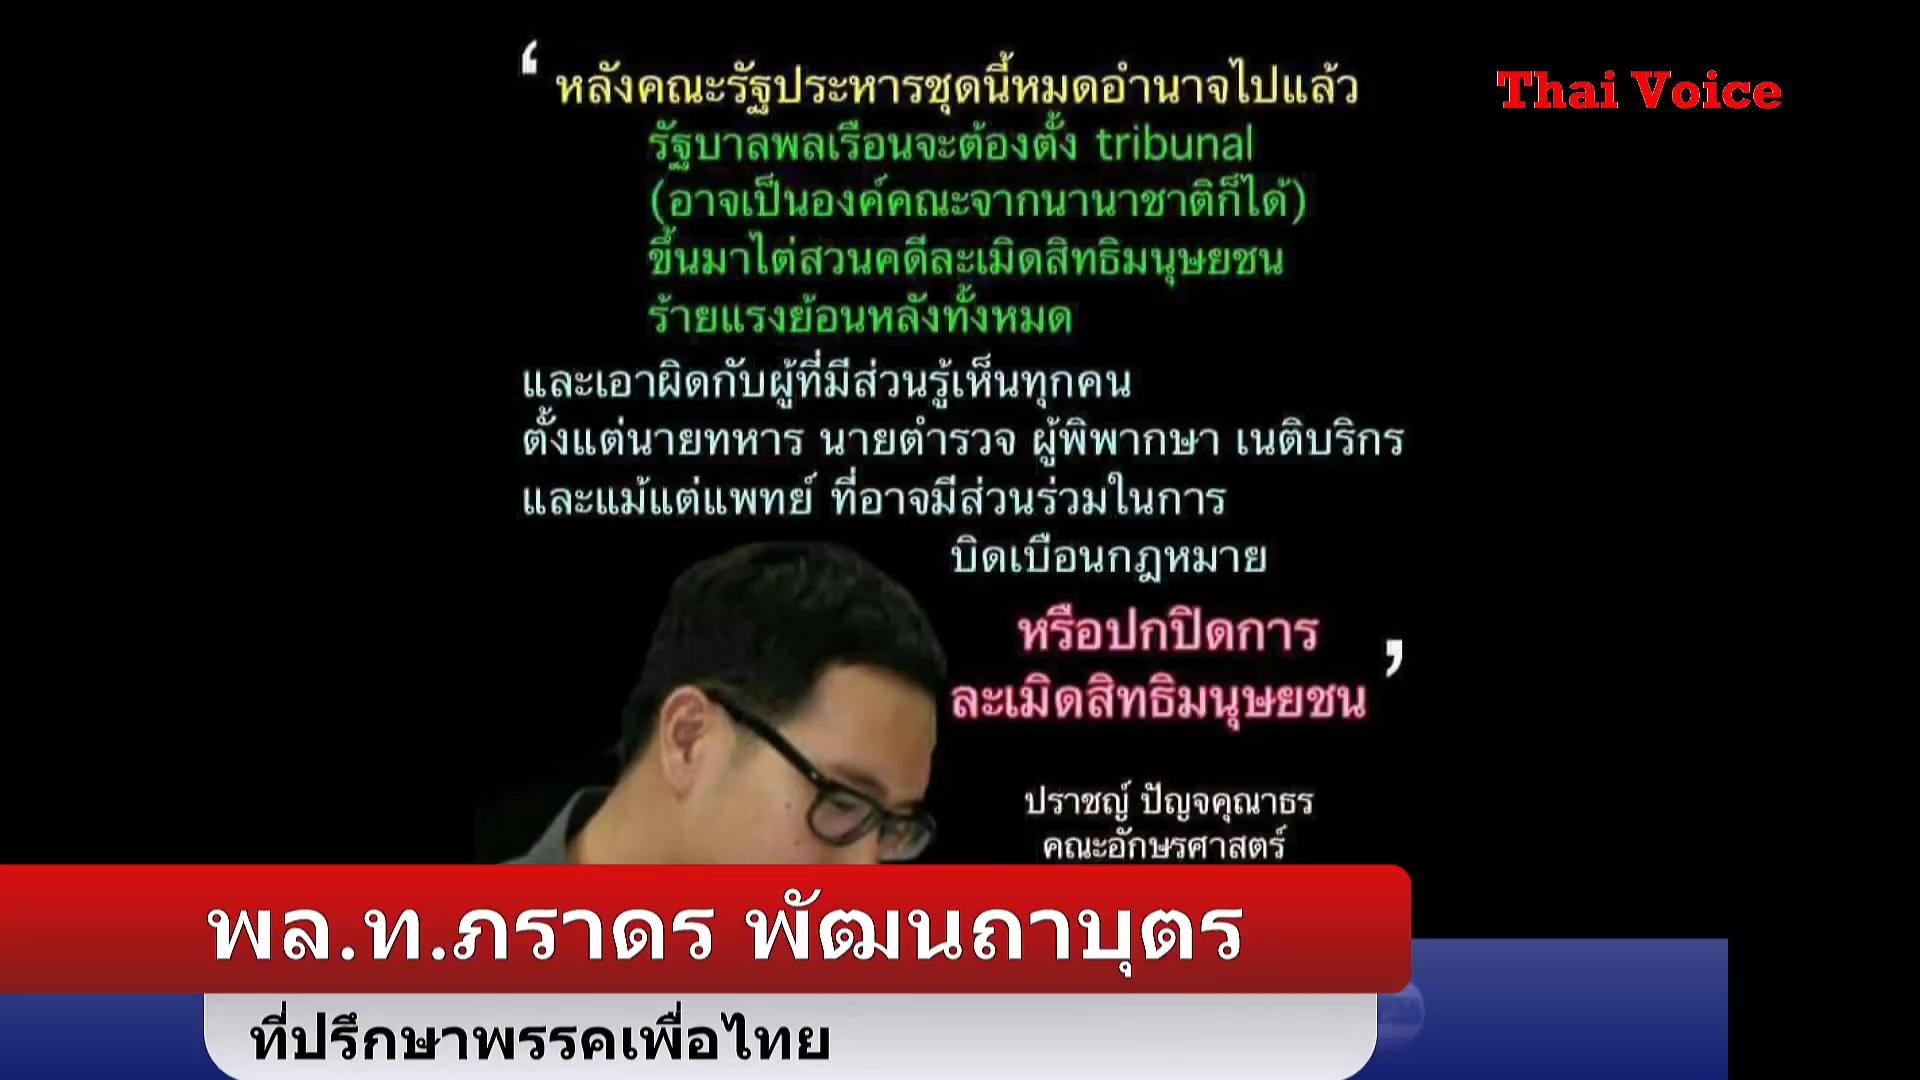 ‘ หลังคณะรัฐประหารชุดนี้หมดอำนาจไปแล้ว
Thai Voice
รัฐบาลพลเรือนจะต้องตั้ง tribunal
(อาจเป็นองค์คณะจากนานาชาติก็ได้)
ขึ้นมาไต่สวนคดีละเมิดสิทธิมนุษยชน
ร้ายแรงย้อนหลังทั้งหมด
และเอาผิดกับผู้ที่มีส่วนรู้เห็นทุกคน
ตั้งแต่นายทหาร นายตำรวจ ผู้พิพากษา เนติบริกร
และแม้แต่แพทย์ ที่อาจมีส่วนร่วมในการ
บิดเบือนกฎหมาย
หรือปกปิดการ
ละเมิดสิทธิมนุษยชน ’
ปราชญ์ ปัญจคุณาธร
คณะอักษรศาสตร์
พล.ท.ภราดร พัฒนถาบุตร
ที่ปรึกษาพรรคเพื่อไทย